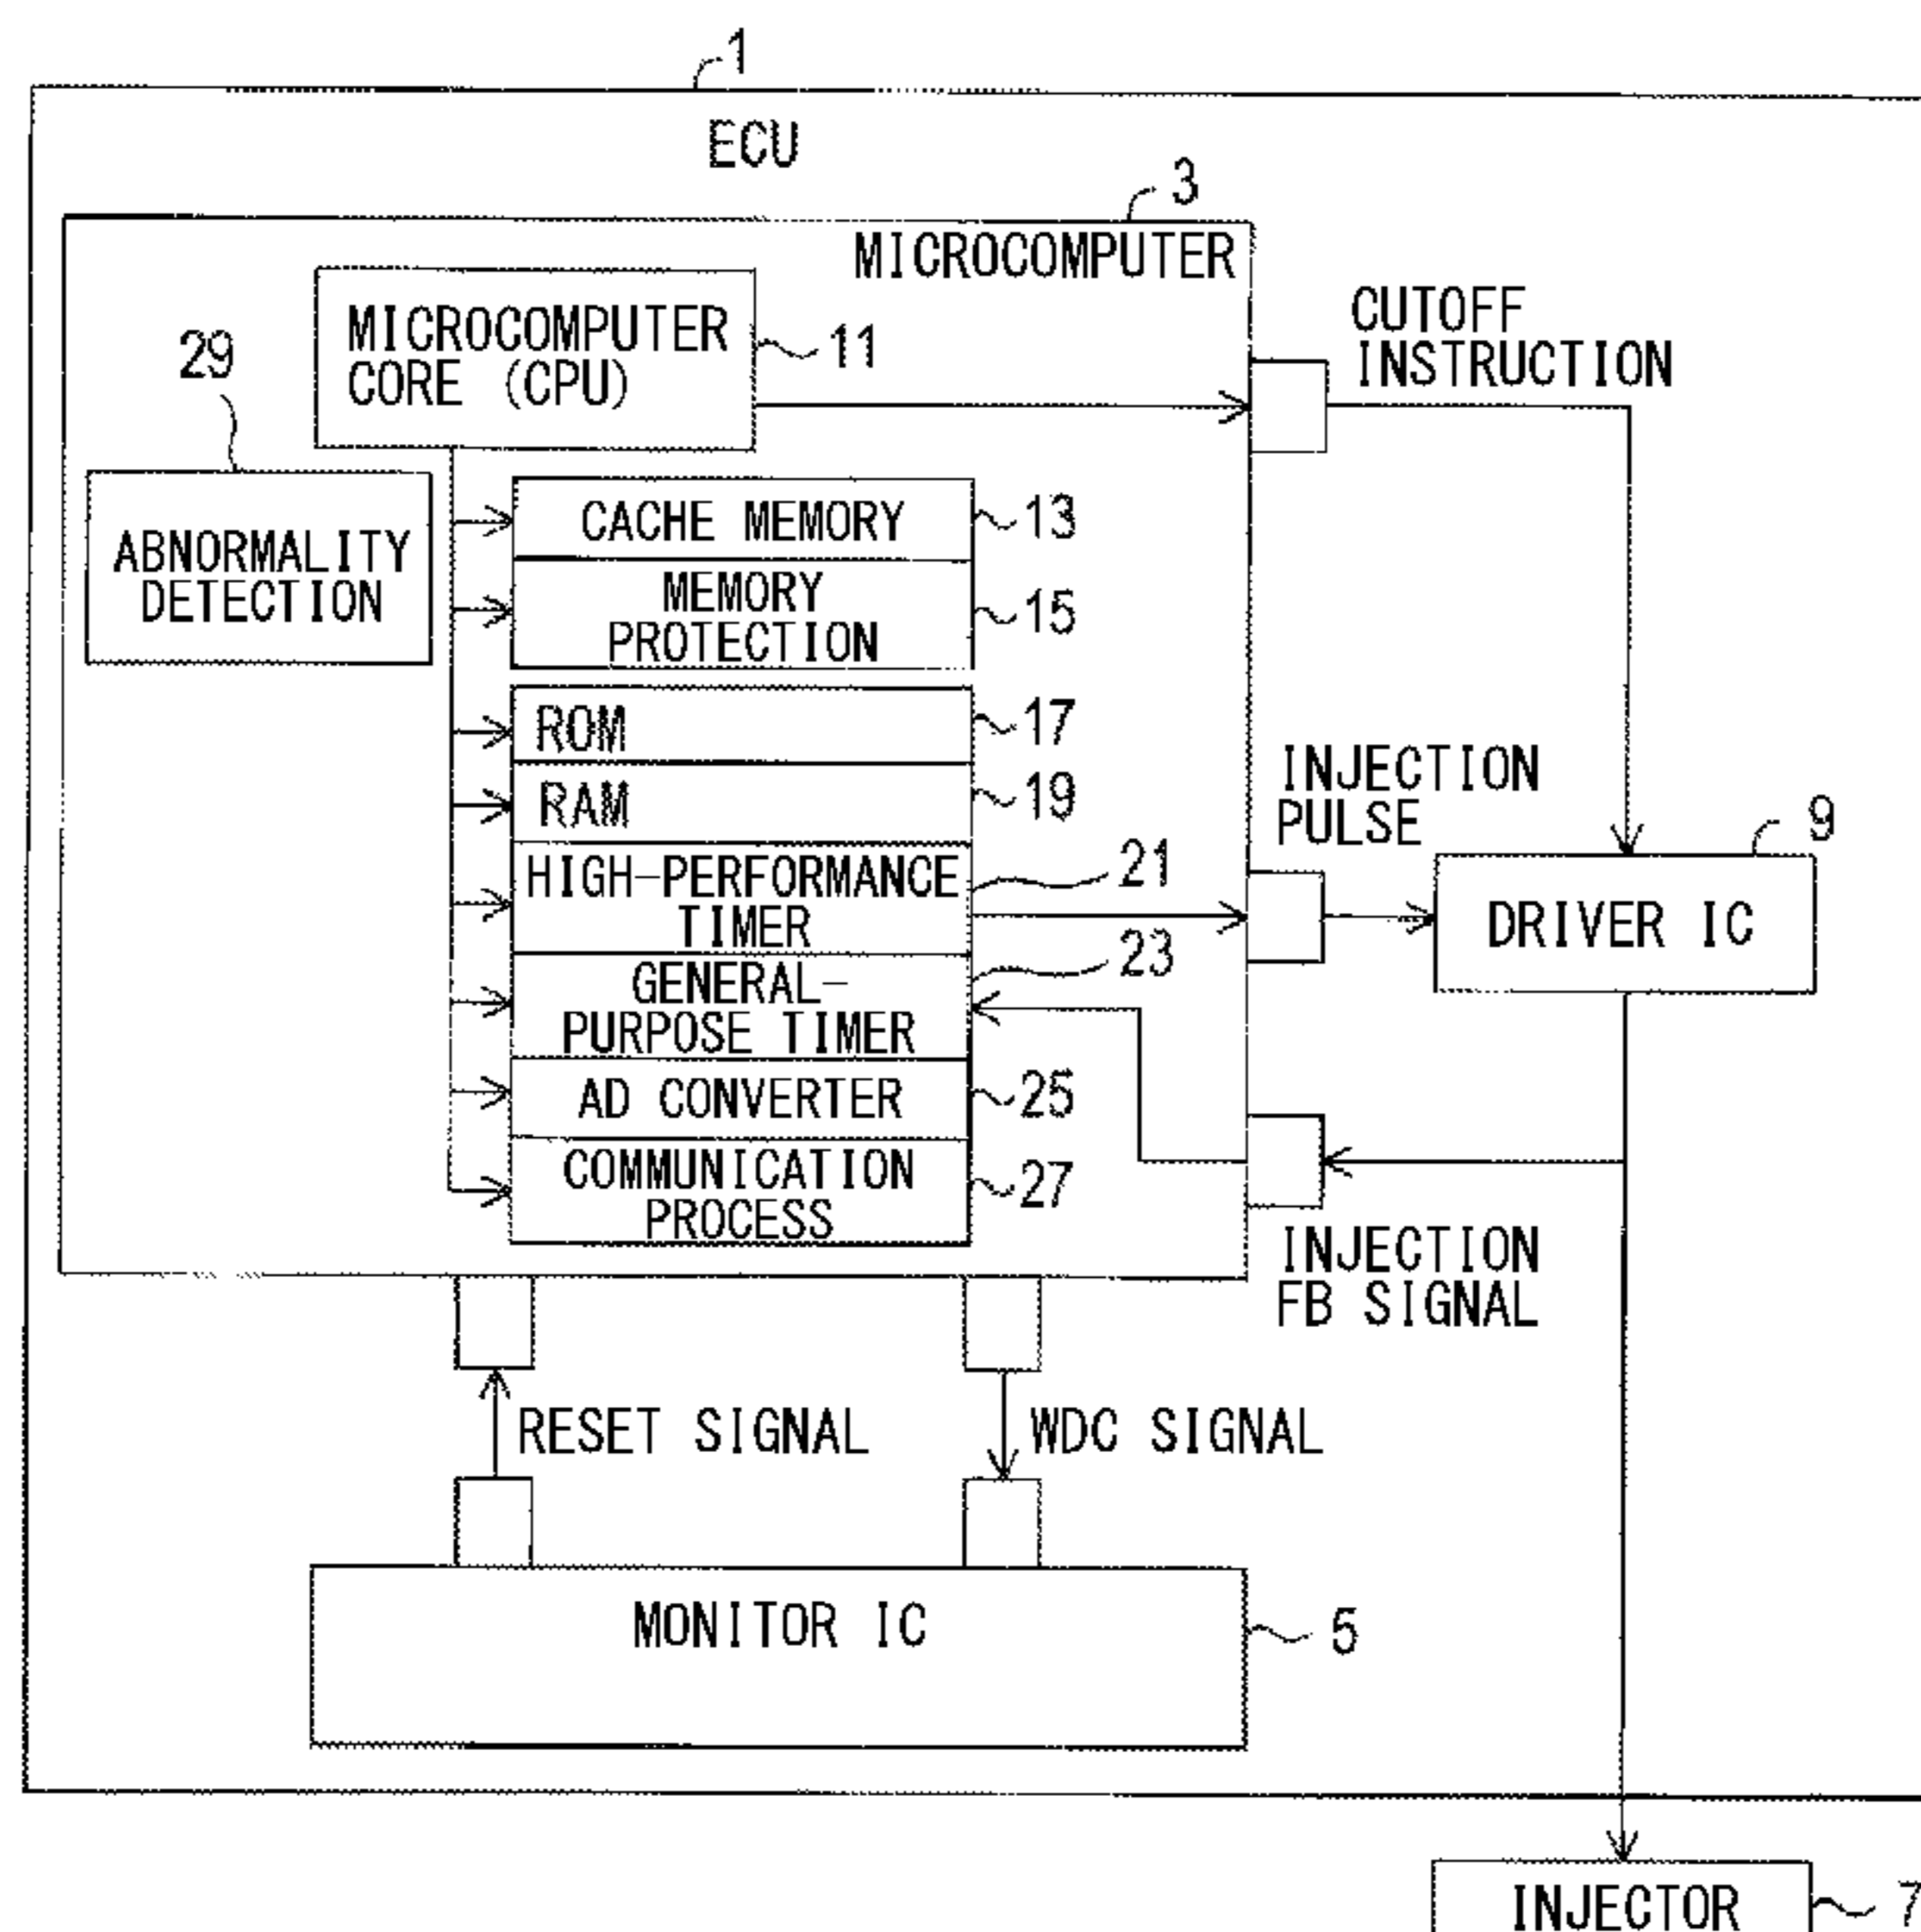 1
ECU
3
MICROCOMPUTER
MICROCOMPUTER
CORE (CPU)
11
CUTOFF
INSTRUCTION
29
ABNORMALITY
DETECTION
CACHE MEMORY
13
MEMORY
PROTECTION
15
ROM
17
RAM
19
INJECTION
PULSE
9
HIGH-PERFORMANCE
TIMER
21
DRIVER IC
GENERAL-
PURPOSE TIMER
23
AD CONVERTER
25
COMMUNICATION
PROCESS
27
INJECTION
FB SIGNAL
RESET SIGNAL
WDC SIGNAL
MONITOR IC
5
INJECTOR
7